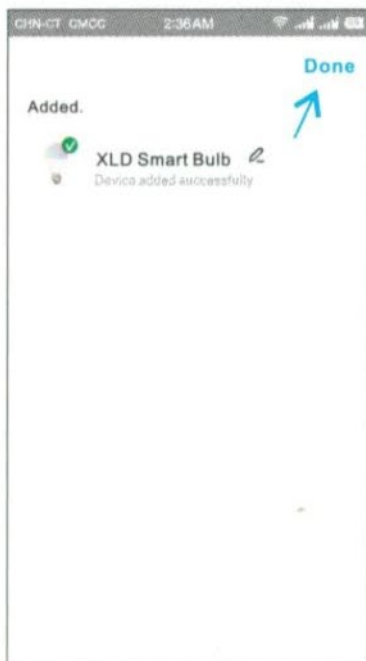 CHN-CT CMCC 2:36AM
Done
Added.
XLD Smart Bulb
Device added successfully